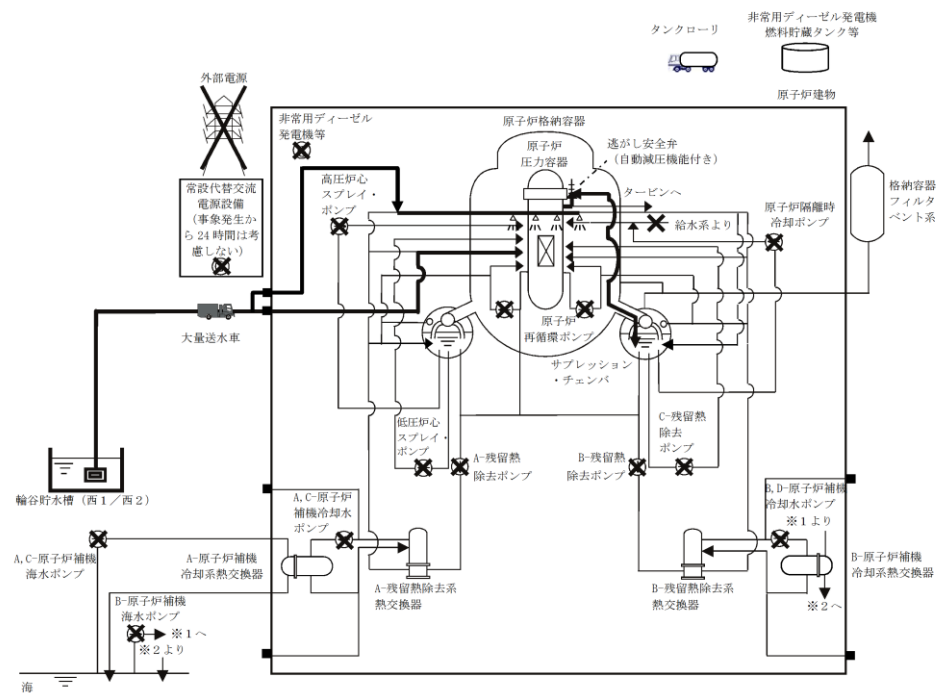 タンクローリ
非常用ディーゼル発電機
燃料貯蔵タンク等
外部電源
原子炉建物
非常用ディーゼル
発電機等
原子炉格納容器
原子炉
圧力容器
逃がし安全弁
(自動減圧機能付き)
常設代替交流
電源設備
(事象発生か
ら24時間は考
慮しない)
高圧炉心
スプレイ・
ポンプ
タービンへ
給水系より
原子炉隔離時
冷却ポンプ
格納容器
フィルタ
ベント系
大量送水車
原子炉
再循環ポンプ
サプレッション
・チェンバ
低圧炉心
スプレイ・
ポンプ
A-残留熱
除去ポンプ
B-残留熱
除去ポンプ
C-残留熱
除去
ポンプ
輪谷貯水槽(西1/西2)
A,C-原子炉
補機冷却水
ポンプ
B,D-原子炉補機
冷却水ポンプ
※1より
A,C-原子炉補機
海水ポンプ
A-原子炉補機
冷却系熱交換器
A-残留熱除去系
熱交換器
B-残留熱除去系
熱交換器
B-原子炉補機
冷却系熱交換器
※2へ
B-原子炉補機
海水ポンプ
※1へ
※2より
海